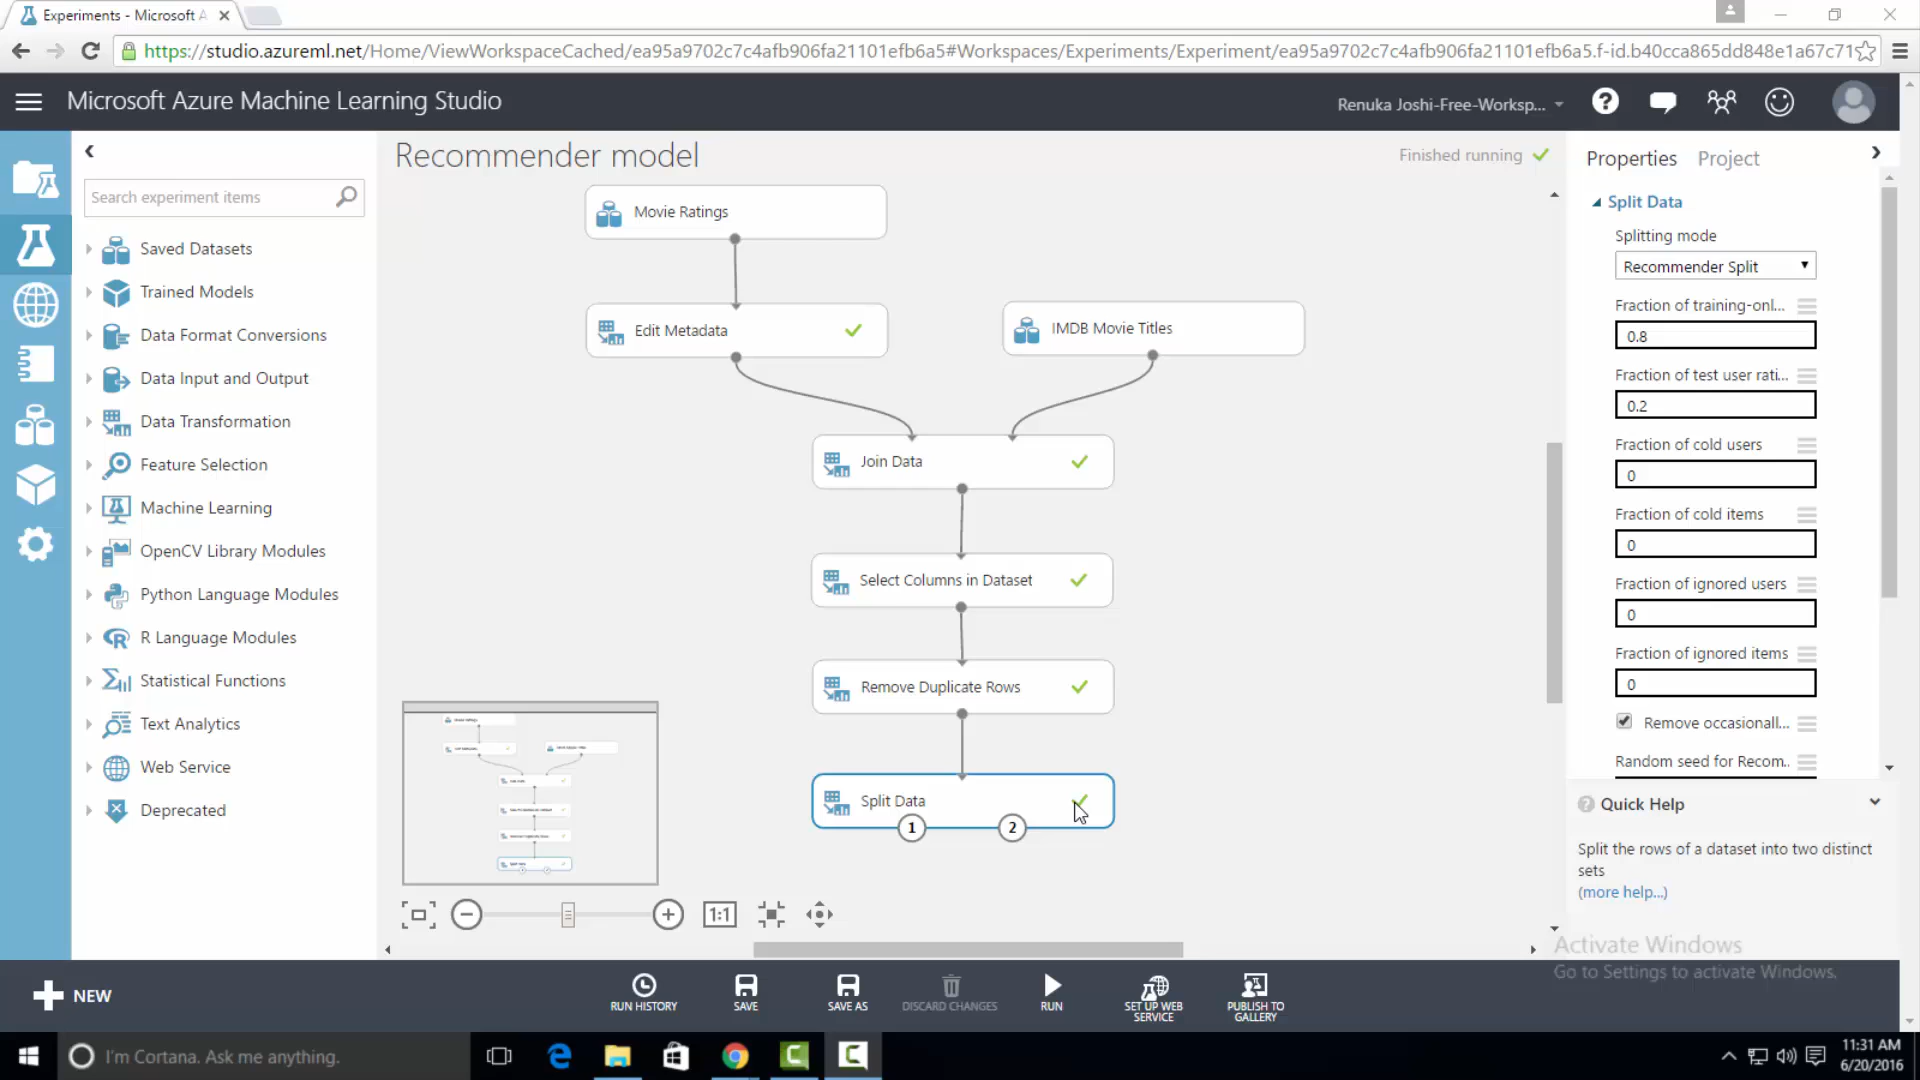 Experiments - Microsoft A
https://studio.azureml.net/Home/ViewWorkspaceCached/ea95a9702c7c4afb906fa21101efb6a5#Workspaces/Experiments/Experiment/ea95a9702c7c4afb906fa21101efb6a5.f-id.b40cca865dd848e1a67c71
Microsoft Azure Machine Learning Studio
Renuka Joshi-Free-Worksp...
Search experiment items
Saved Datasets
Trained Models
Data Format Conversions
Data Input and Output
Data Transformation
Feature Selection
Machine Learning
OpenCV Library Modules
Python Language Modules
R Language Modules
Statistical Functions
Text Analytics
Web Service
Deprecated
Recommender model
Finished running
Movie Ratings
Edit Metadata
IMDB Movie Titles
Join Data
Select Columns in Dataset
Remove Duplicate Rows
Split Data
1 2
1:1
Properties Project
Split Data
Splitting mode
Recommender Split
Fraction of training-onl...
0.8
Fraction of test user rati...
0.2
Fraction of cold users
0
Fraction of cold items
0
Fraction of ignored users
0
Fraction of ignored items
0
Remove occasionall...
Random seed for Recom..
Quick Help
Split the rows of a dataset into two distinct
sets
(more help...)
Activate Windows
Go to Settings to activate Windows.
NEW
RUN HISTORY
SAVE
SAVE AS
DISCARD CHANGES
RUN
SET UP WEB
SERVICE
PUBLISH TO
GALLERY
I'm Cortana. Ask me anything.
11:31 AM
6/20/2016